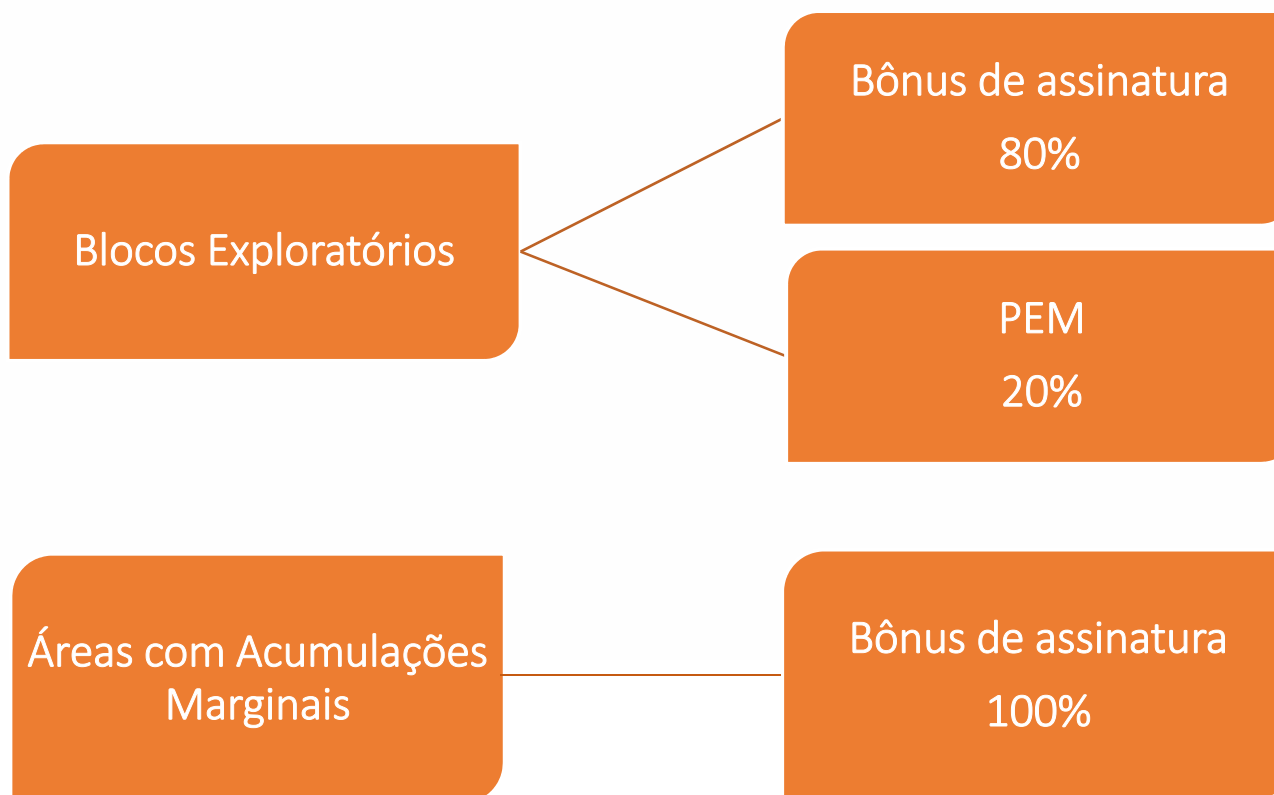 Blocos Exploratórios
Bônus de assinatura
80%
PEM
20%
Áreas com Acumulações
Marginais
Bônus de assinatura
100%